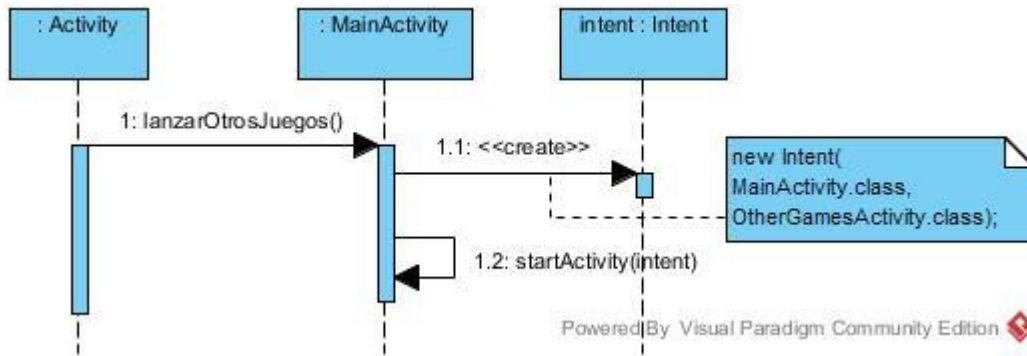 : Activity
: MainActivity
intent : Intent
1: lanzarOtrosJuegos()
1.1: <<create>>
new Intent(
MainActivity.class,
OtherGamesActivity.class);
1.2: startActivity(intent)
Powered By Visual Paradigm Community Edition